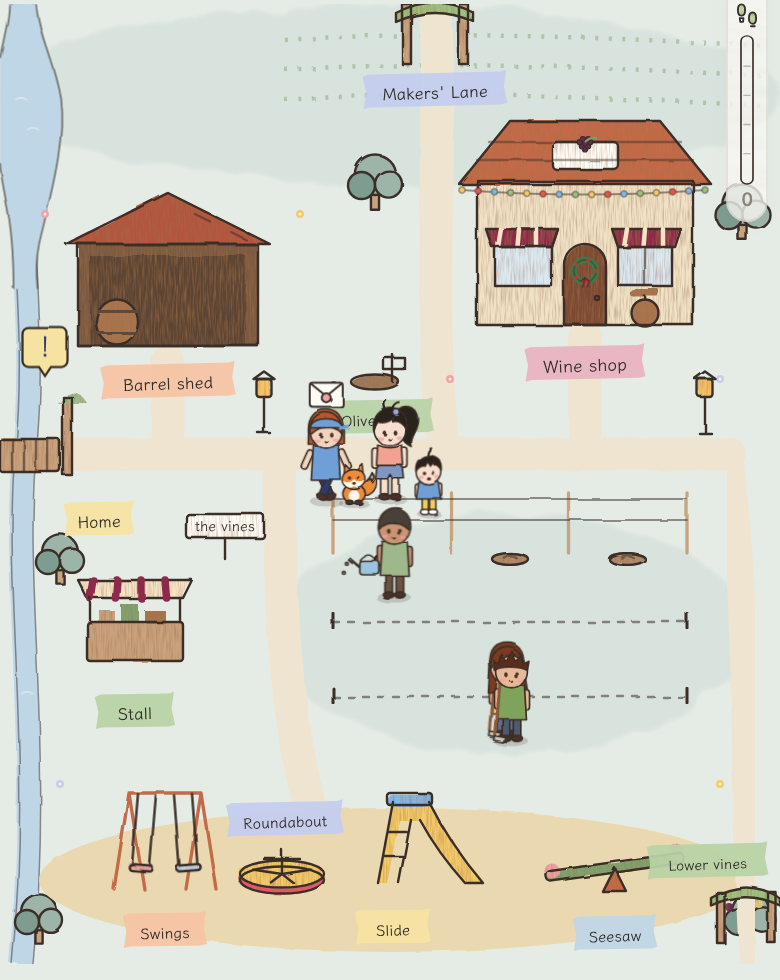 Makers' Lane
Barrel shed
Wine shop
!
Olive
Home
the vines
Stall
Roundabout
Lower vines
Swings
Slide
Seesaw
0